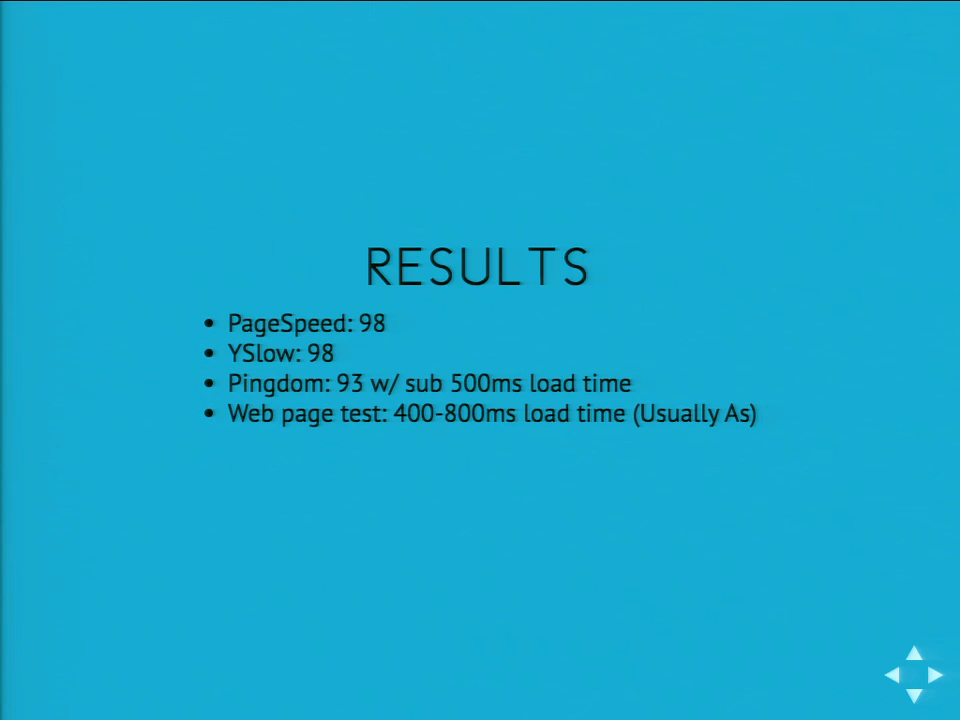 RESULTS
• PageSpeed: 98
• YSlow: 98
• Pingdom: 93 w/ sub 500ms load time
• Web page test: 400-800ms load time (Usually As)